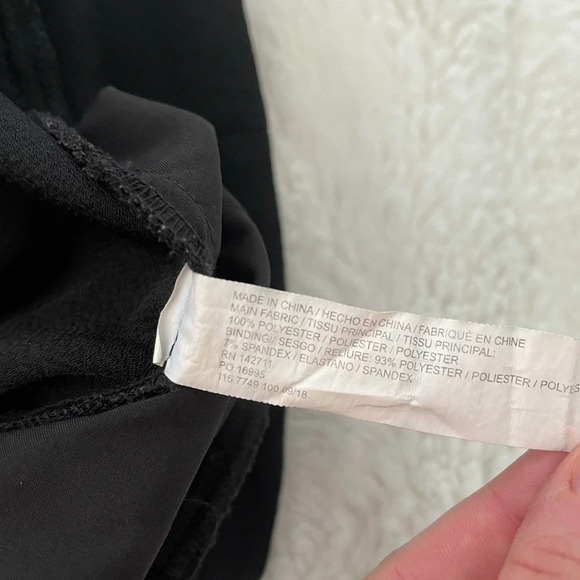 MADE IN CHINA / HECHO EN CHINA / FABRIQUÉ EN CHINE
MAIN FABRIC / TISSU PRINCIPAL / TISSU PRINCIPAL:
100% POLYESTER / POLIESTER / POLYESTER
BINDING / SESGO / RELIURE: 93% POLYESTER / POLIESTER / POLYES
7% SPANDEX / ELASTANO / SPANDEX
RN 142711
PO 16995
115 7749 100 09/18